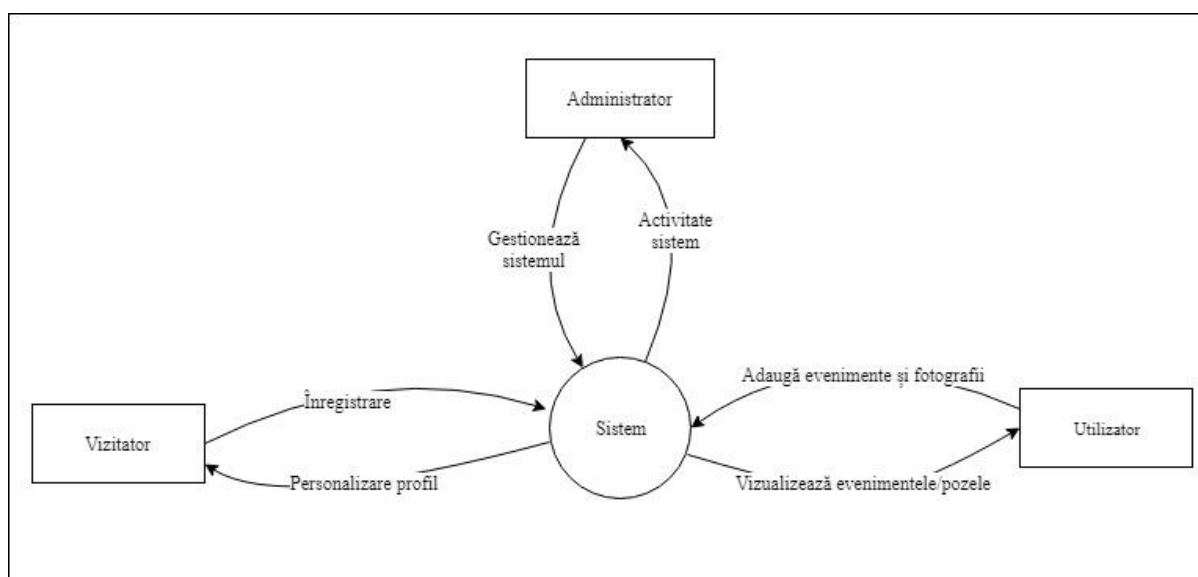 Administrator
Gestionează
sistemul
Activitate
sistem
Adaugă evenimente și fotografii
Înregistrare
Vizitator
Sistem
Utilizator
Personalizare profil
Vizualizează evenimentele/pozele